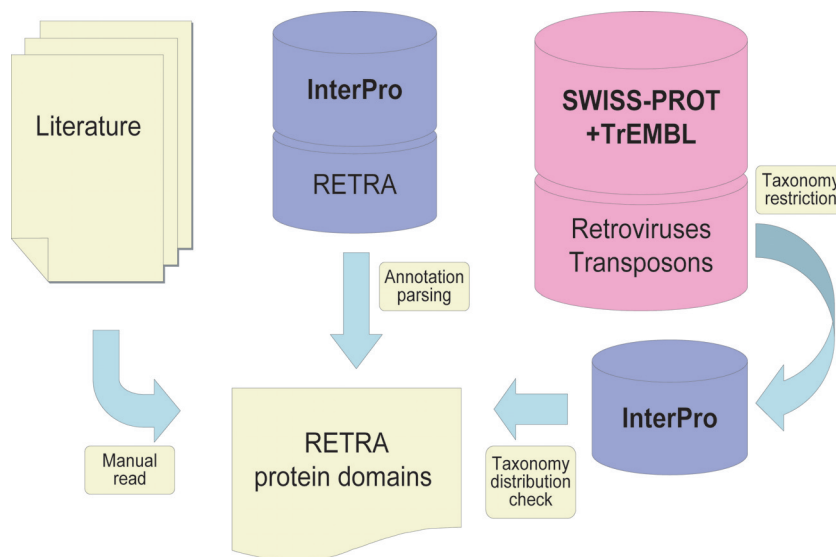 Literature
InterPro
RETRA
SWISS-PROT
+TrEMBL
Retroviruses
Transposons
Taxonomy
restriction
Annotation
parsing
Manual
read
RETRA
protein domains
Taxonomy
distribution
check
InterPro